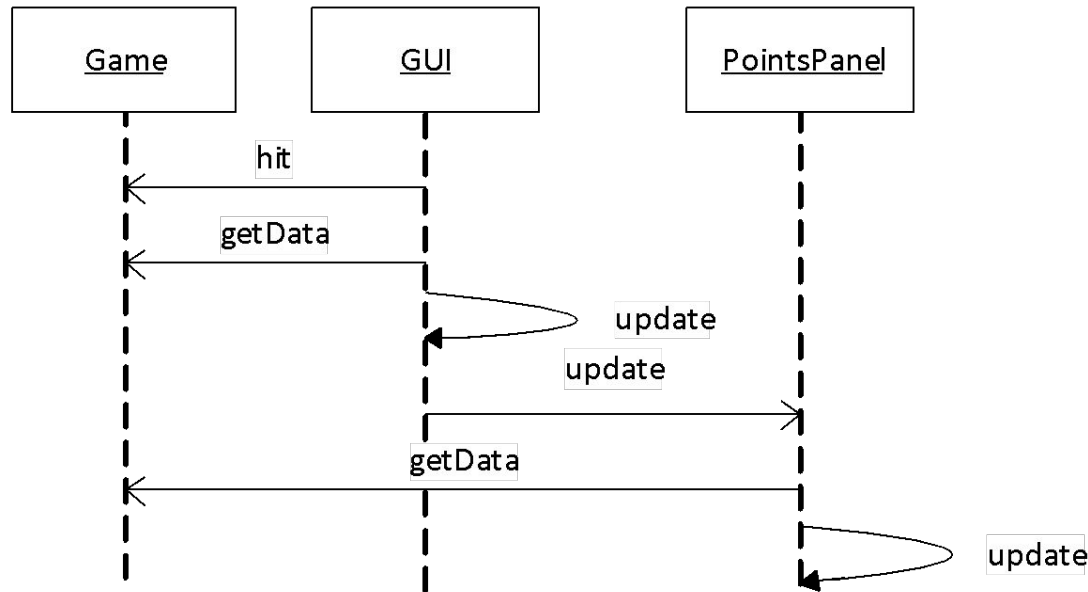 Game
GUI
PointsPanel
hit
getData
update
update
getData
update